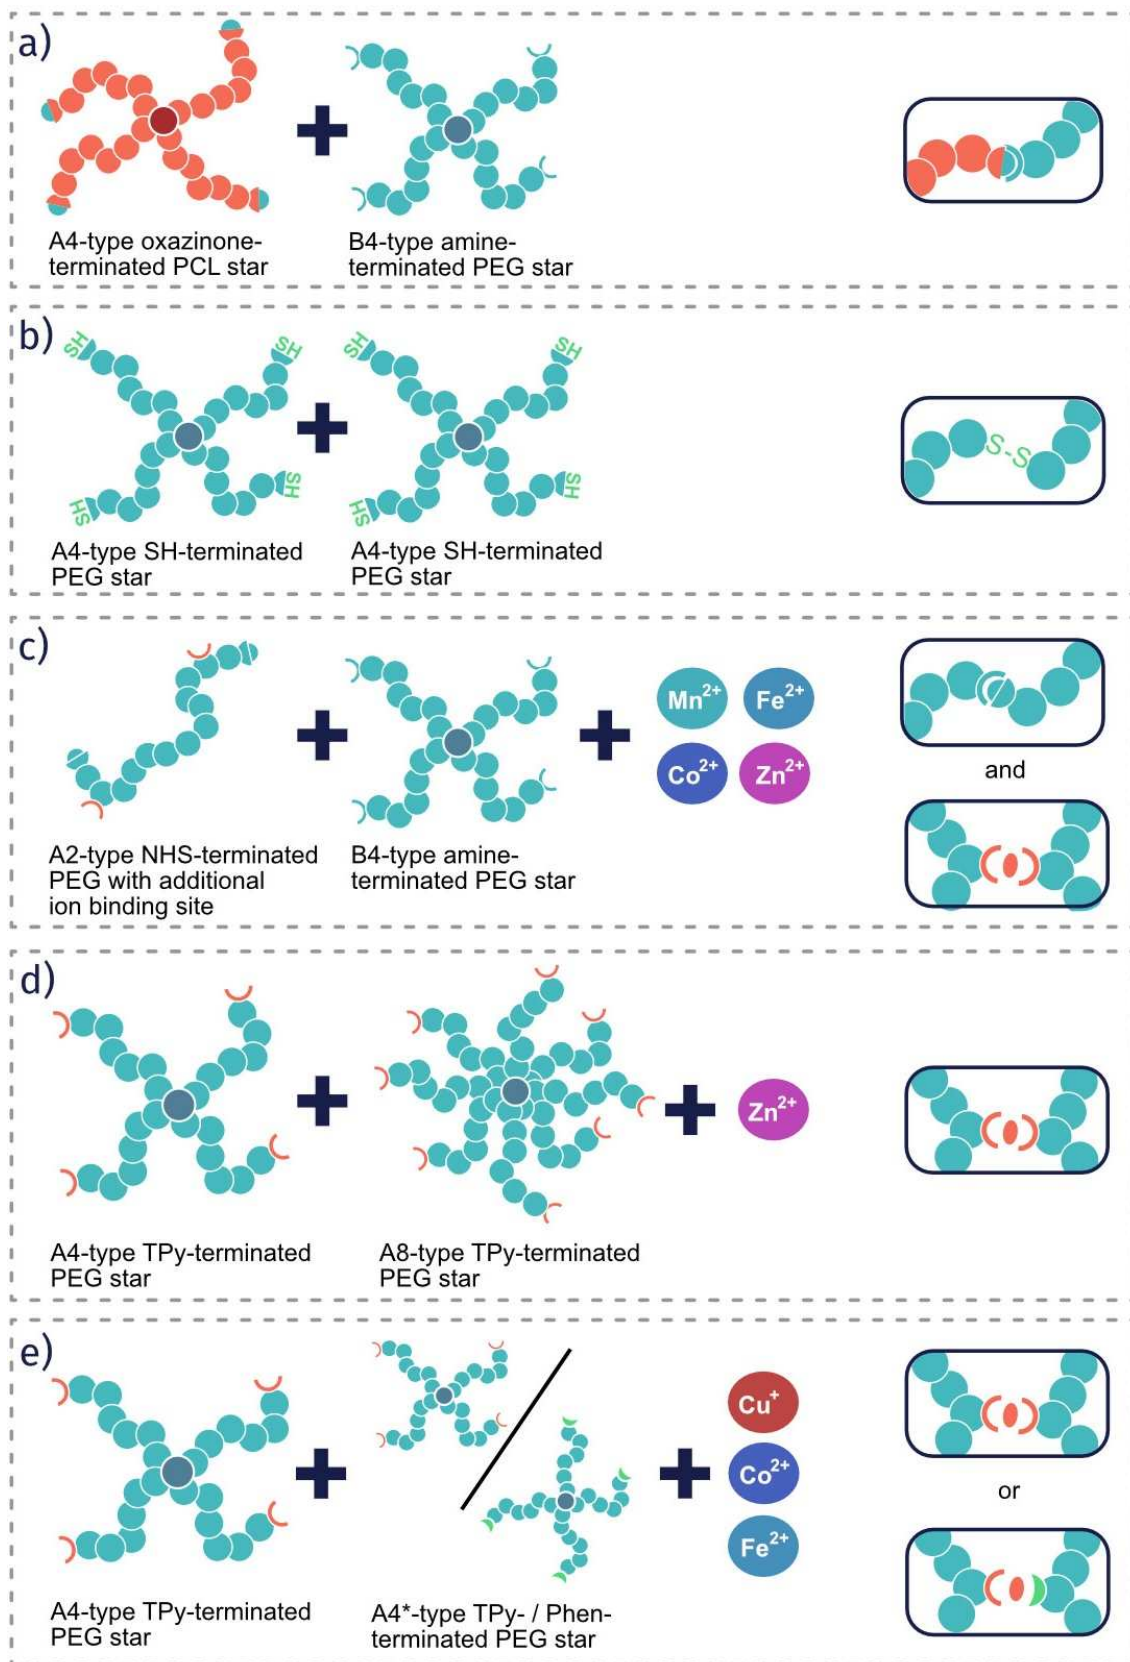 a)
A4-type oxazinone-
terminated PCL star
B4-type amine-
terminated PEG star
b)
SH
SH
SH
SH
SH
SH
SH
SH
S-S
A4-type SH-terminated
PEG star
A4-type SH-terminated
PEG star
c)
Mn²⁺
Fe²⁺
Co²⁺
Zn²⁺
and
A2-type NHS-terminated
PEG with additional
ion binding site
B4-type amine-
terminated PEG star
d)
Zn²⁺
A4-type TPy-terminated
PEG star
A8-type TPy-terminated
PEG star
e)
Cu⁺
Co²⁺
Fe²⁺
or
A4-type TPy-terminated
PEG star
A4*-type TPy- / Phen-
terminated PEG star